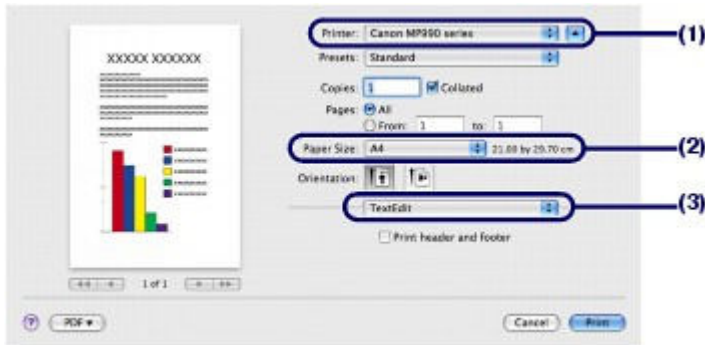 XXXXX XXXXXX
1 of 1
Printer: Canon MP990 series (1)
Presets: Standard
Copies: 1 Collated
Pages: All
From: 1 to: 1
Paper Size: A4 21.00 by 29.70 cm (2)
Orientation:
TextEdit (3)
Print header and footer
? PDF Cancel Print